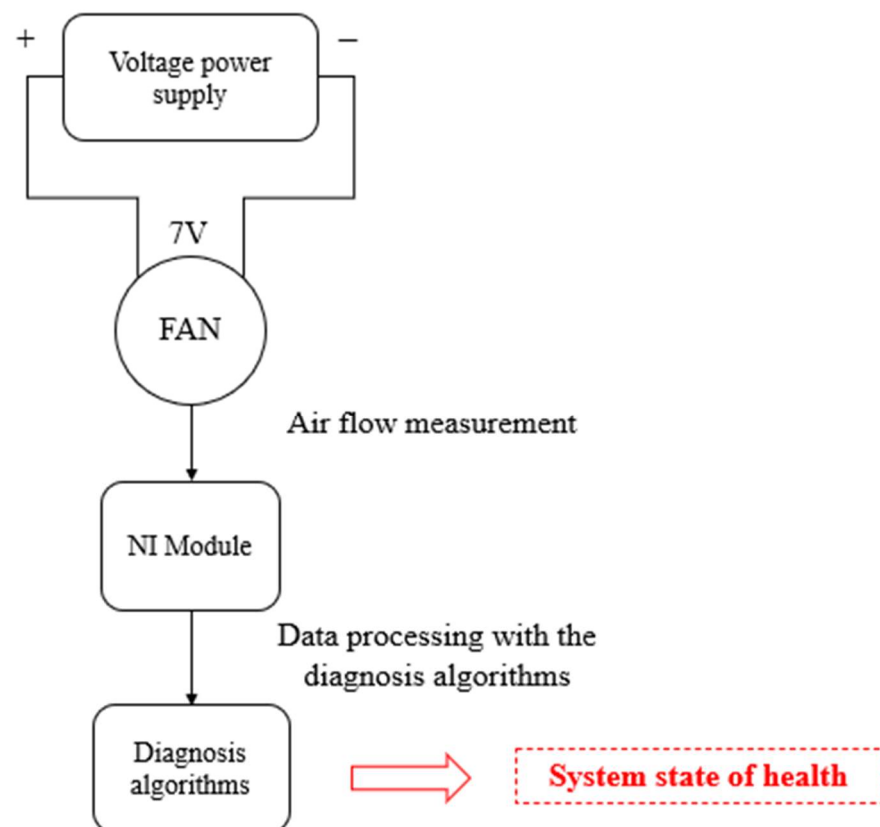 +
−
Voltage power
supply
7V
FAN
Air flow measurement
NI Module
Data processing with the
diagnosis algorithms
Diagnosis
algorithms
System state of health